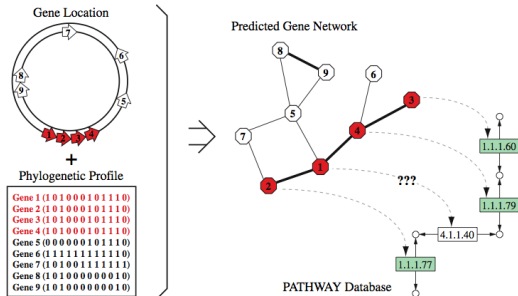 Gene Location
7
6
8
9
5
1 2 3 4
+
Phylogenetic Profile
Gene 1 (1 0 1 0 0 0 1 0 1 1 1 0)
Gene 2 (1 0 1 0 0 0 1 0 1 1 1 0)
Gene 3 (1 0 1 0 0 0 1 0 1 1 1 0)
Gene 4 (1 0 1 0 0 0 1 0 1 1 1 0)
Gene 5 (0 0 0 0 0 0 1 0 1 1 1 0)
Gene 6 (1 1 1 1 1 1 1 1 1 1 1 0)
Gene 7 (1 0 1 0 0 1 1 1 1 1 1 1)
Gene 8 (1 0 1 0 0 0 0 0 0 0 1 0)
Gene 9 (1 0 1 0 0 0 0 0 0 0 1 0)
Predicted Gene Network
8
9
6
3
5
4
7
1
2
???
1.1.1.60
1.1.1.79
4.1.1.40
1.1.1.77
PATHWAY Database